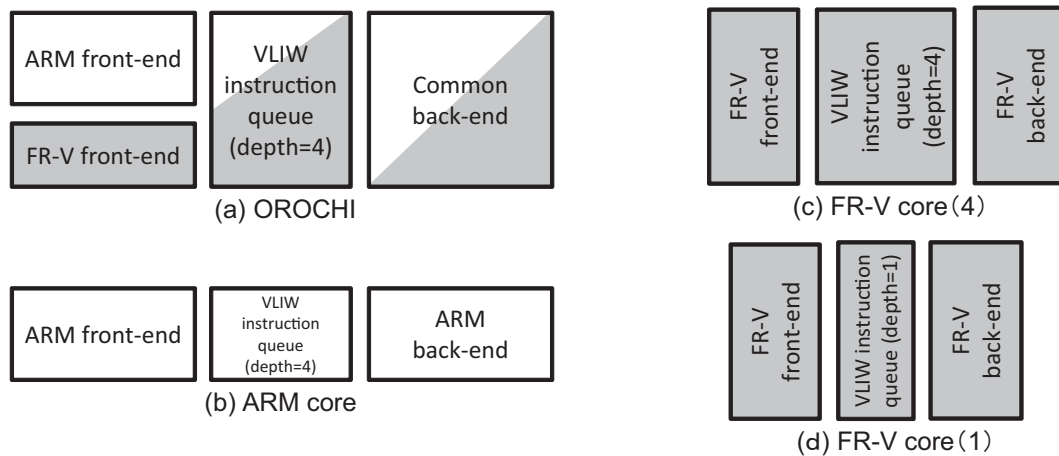 ARM front-end
FR-V front-end
VLIW
instruction
queue
(depth=4)
Common
back-end
(a) OROCHI
ARM front-end
VLIW
instruction
queue
(depth=4)
ARM
back-end
(b) ARM core
FR-V
front-end
VLIW
instruction
queue
(depth=4)
FR-V
back-end
(c) FR-V core(4)
FR-V
front-end
VLIW instruction
queue (depth=1)
FR-V
back-end
(d) FR-V core(1)